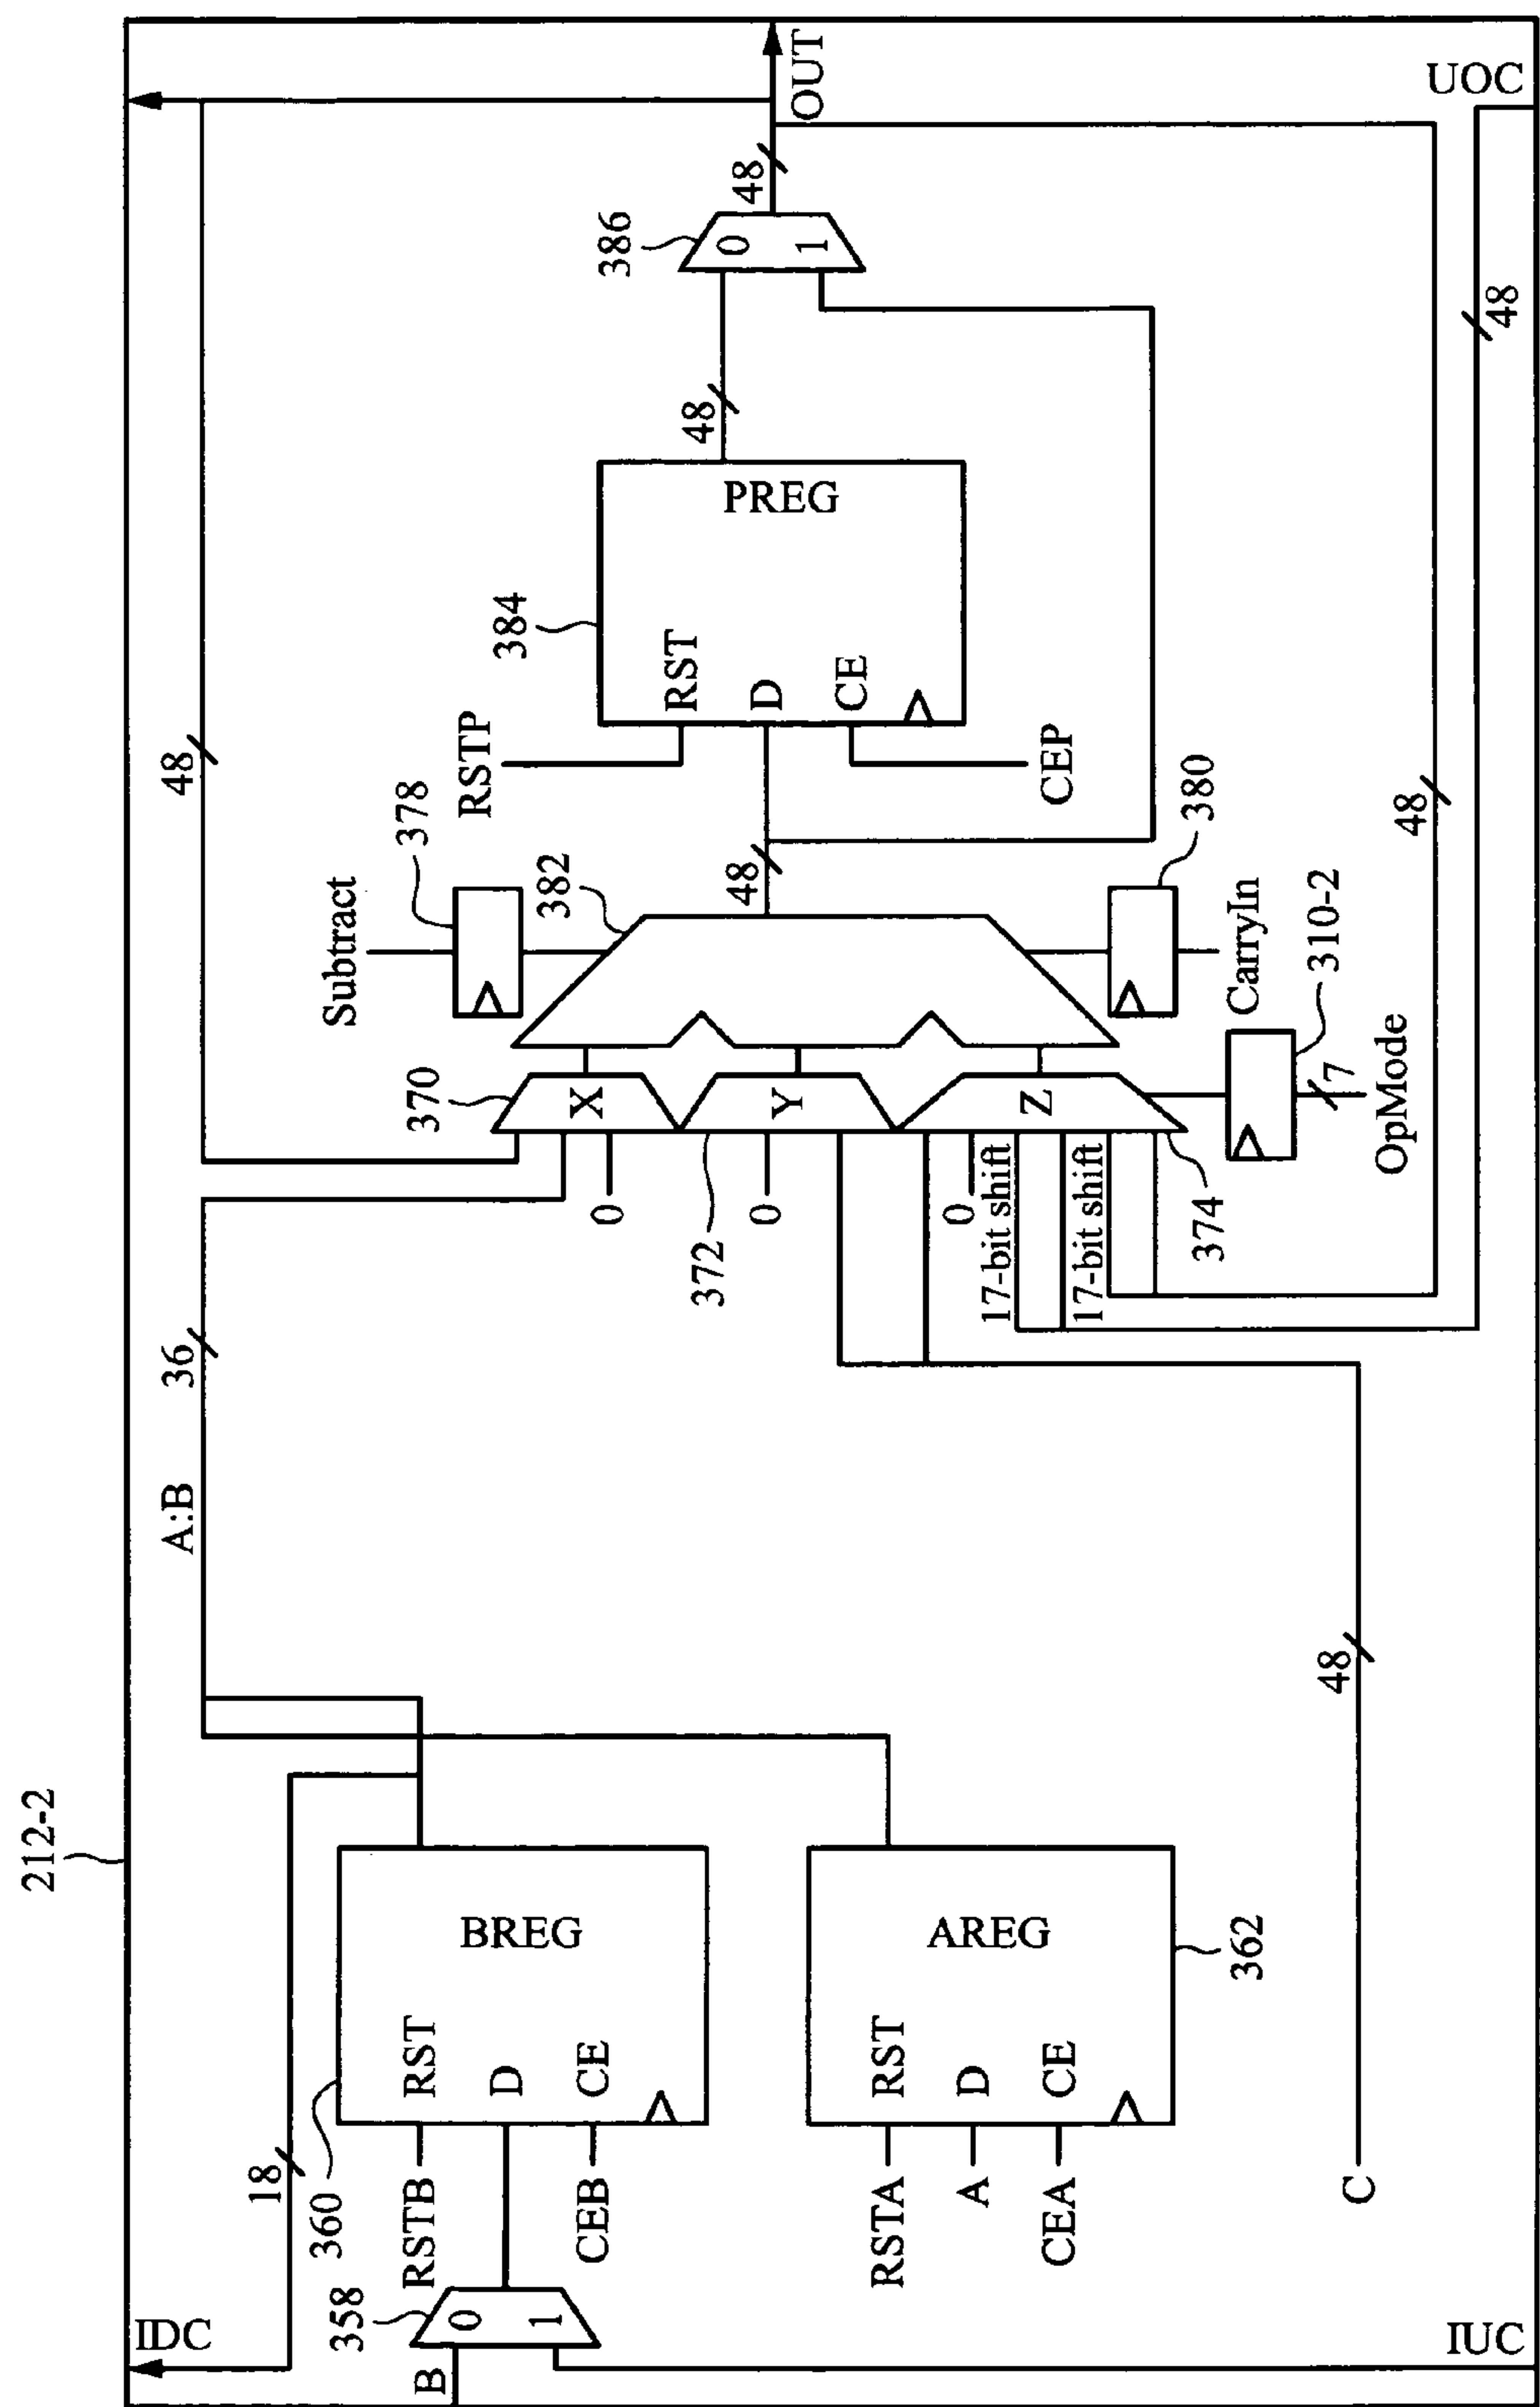 212-2
IDC
18
B
358
0
1
IUC
360
RSTB
CEB
RST
D
CE
BREG
RSTA
A
CEA
RST
D
CE
AREG
362
C
48
A:B
36
48
370
X
0
372
Y
0
Z
0
17-bit shift
17-bit shift
374
310-2
7
OpMode
Subtract
378
382
CarryIn
380
48
RSTP
CEP
384
RST
D
CE
PREG
48
386
0
1
48
OUT
UOC
48
48